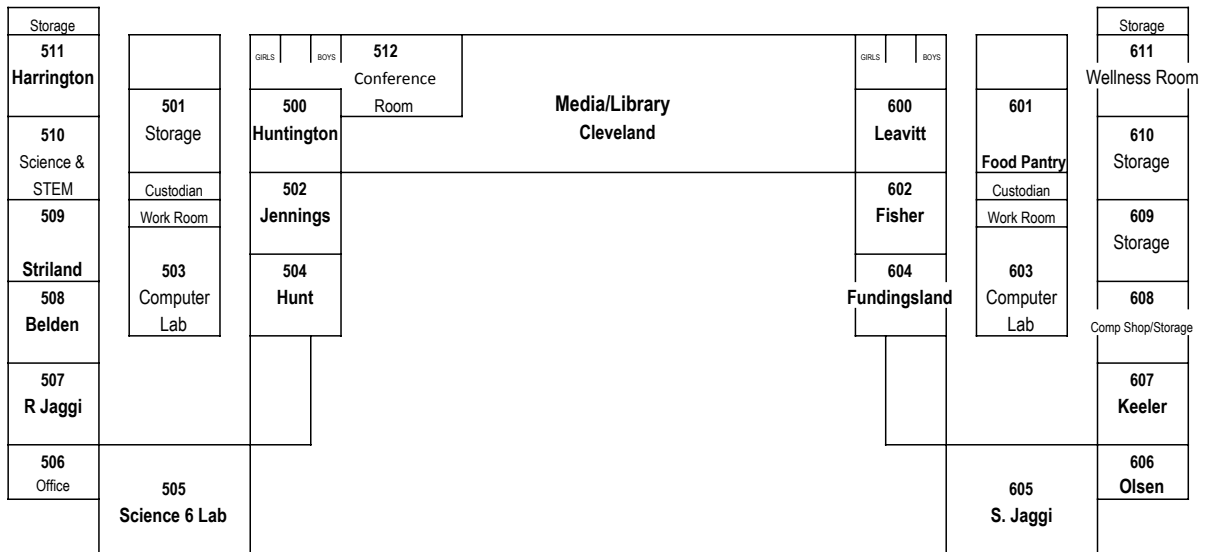 Storage
511
Harrington
510
Science &
STEM
509
Striland
508
Belden
507
R Jaggi
506
Office
501
Storage
Custodian
Work Room
503
Computer
Lab
505
Science 6 Lab
GIRLS
BOYS
500
Huntington
502
Jennings
504
Hunt
512
Conference
Room
Media/Library
Cleveland
GIRLS
BOYS
600
Leavitt
602
Fisher
604
Fundingsland
601
Food Pantry
Custodian
Work Room
603
Computer
Lab
605
S. Jaggi
Storage
611
Wellness Room
610
Storage
609
Storage
608
Comp Shop/Storage
607
Keeler
606
Olsen